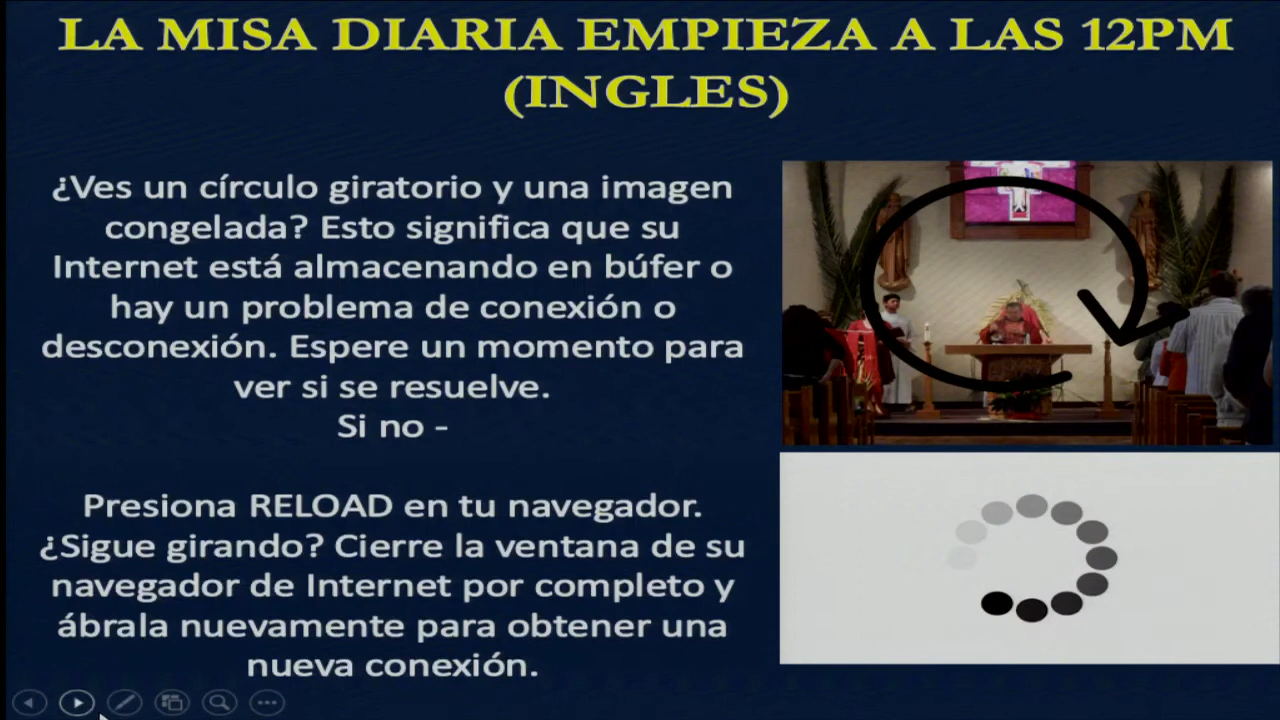 LA MISA DIARIA EMPIEZA A LAS 12PM
(INGLES)
¿Ves un círculo giratorio y una imagen
congelada? Esto significa que su
Internet está almacenando en búfer o
hay un problema de conexión o
desconexión. Espere un momento para
ver si se resuelve.
Si no -
Presiona RELOAD en tu navegador.
¿Sigue girando? Cierre la ventana de su
navegador de Internet por completo y
ábrala nuevamente para obtener una
nueva conexión.